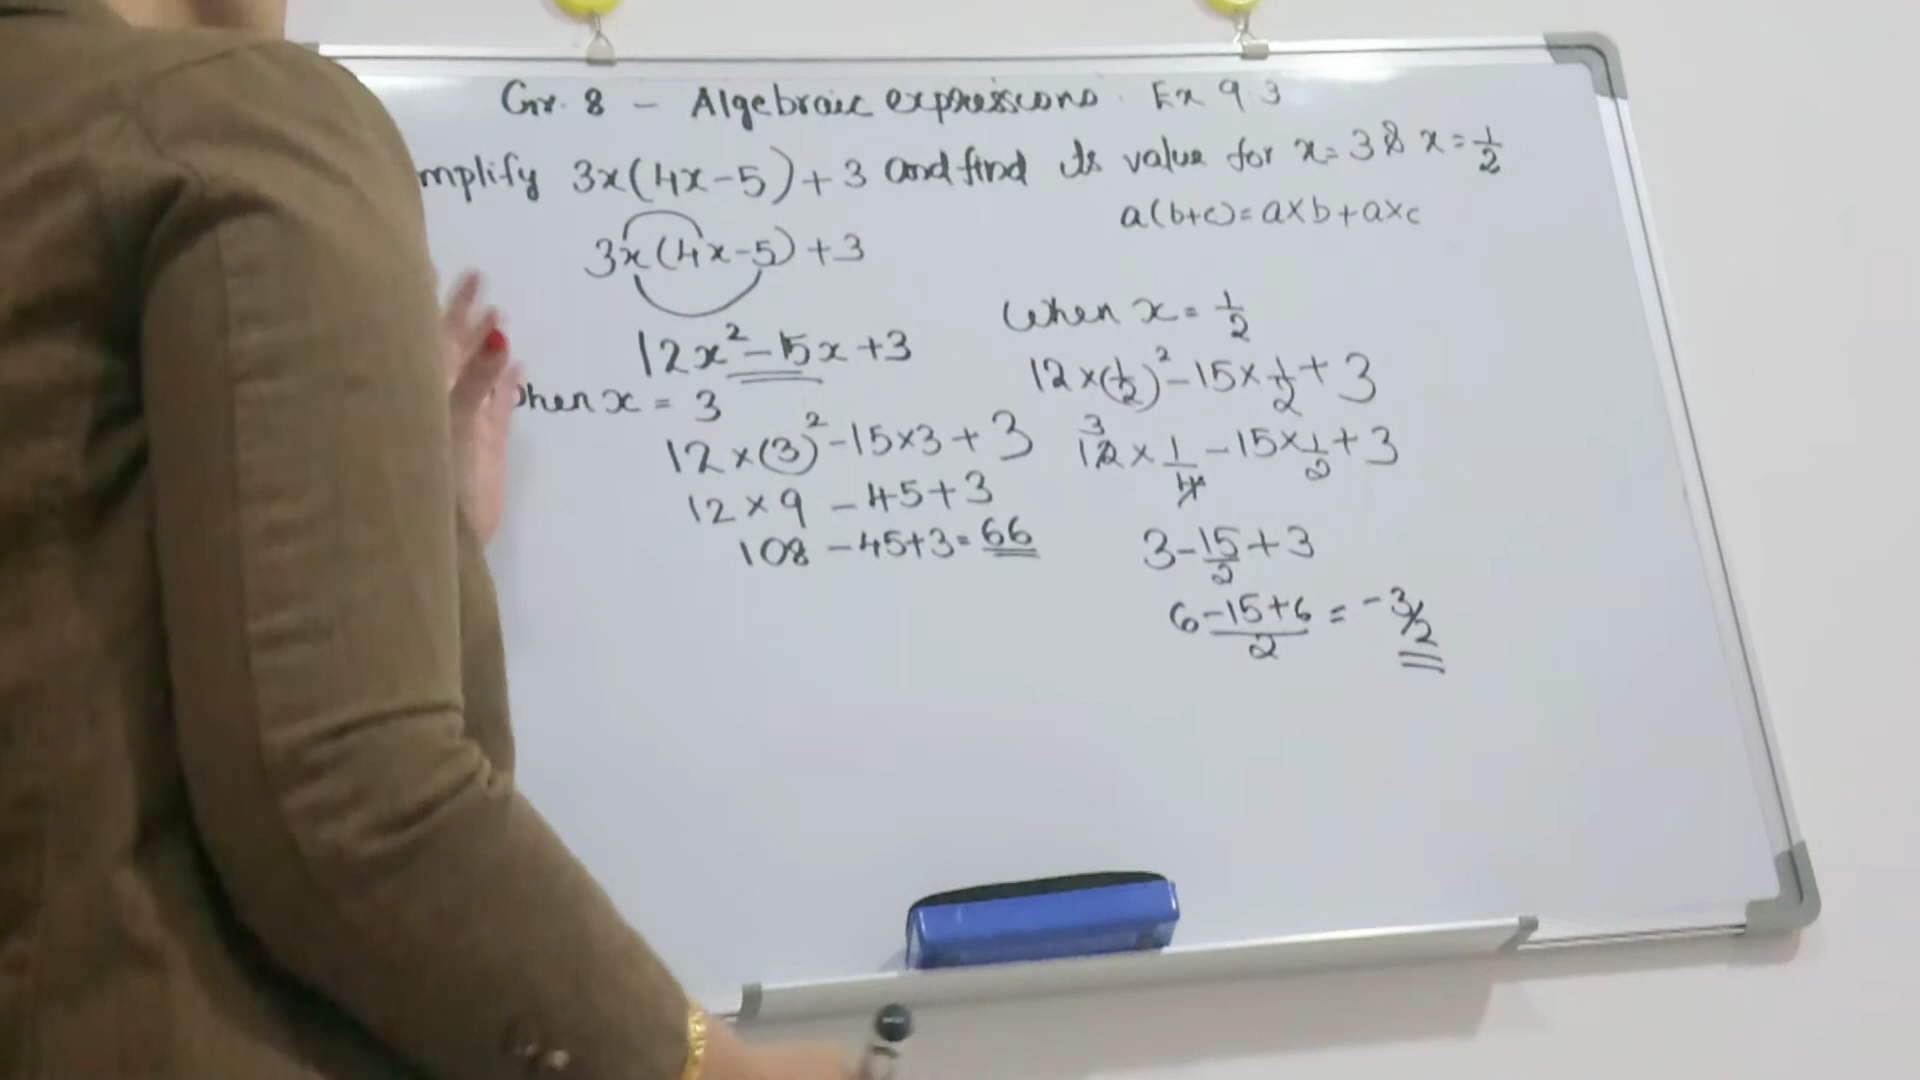 Gr. 8 - Algebraic expressions. Ex 9.3
mplify 3x(4x-5)+3 and find its value for x=3 & x=1/2
a(b+c)=a×b+a×c
3x(4x-5)+3
12x²-15x+3
hen x = 3
12×(3)²-15×3+3
12×9 -45+3
108 -45+3=66
When x=1/2
12×(1/2)²-15×1/2+3
3
12×1/4-15×1/2+3
3-15/2+3
6-15+6/2 = -3/2